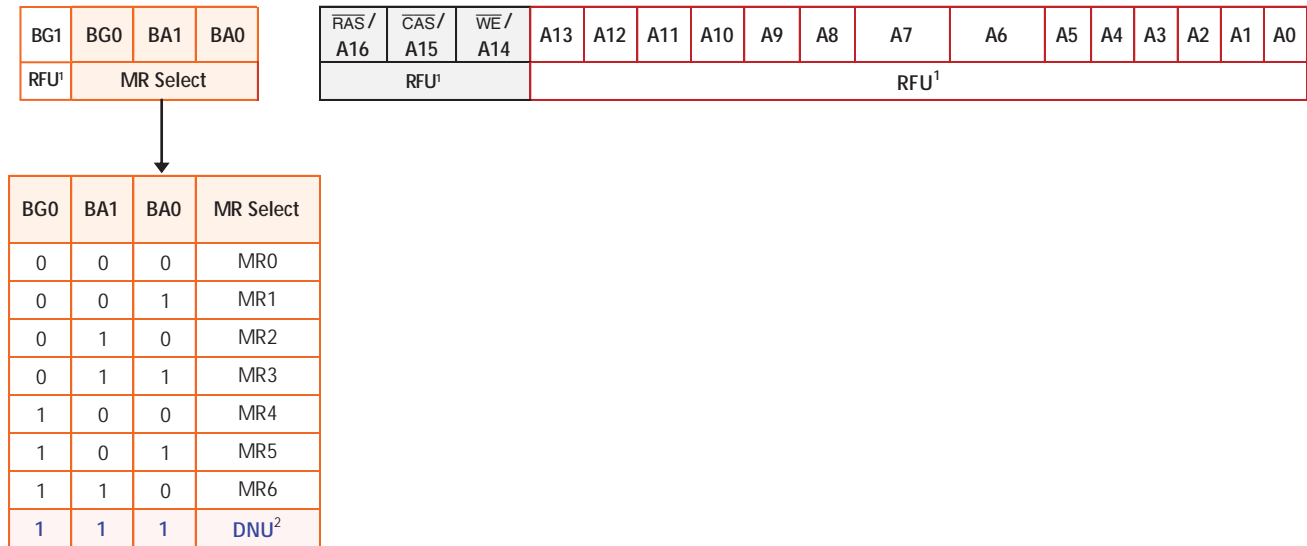 BG1 BG0 BA1 BA0 RAS/ A16 CAS/ A15 WE/ A14 A13 A12 A11 A10 A9 A8 A7 A6 A5 A4 A3 A2 A1 A0
RFU¹ MR Select RFU¹ RFU¹
BG0 BA1 BA0 MR Select
0 0 0 MR0
0 0 1 MR1
0 1 0 MR2
0 1 1 MR3
1 0 0 MR4
1 0 1 MR5
1 1 0 MR6
1 1 1 DNU²